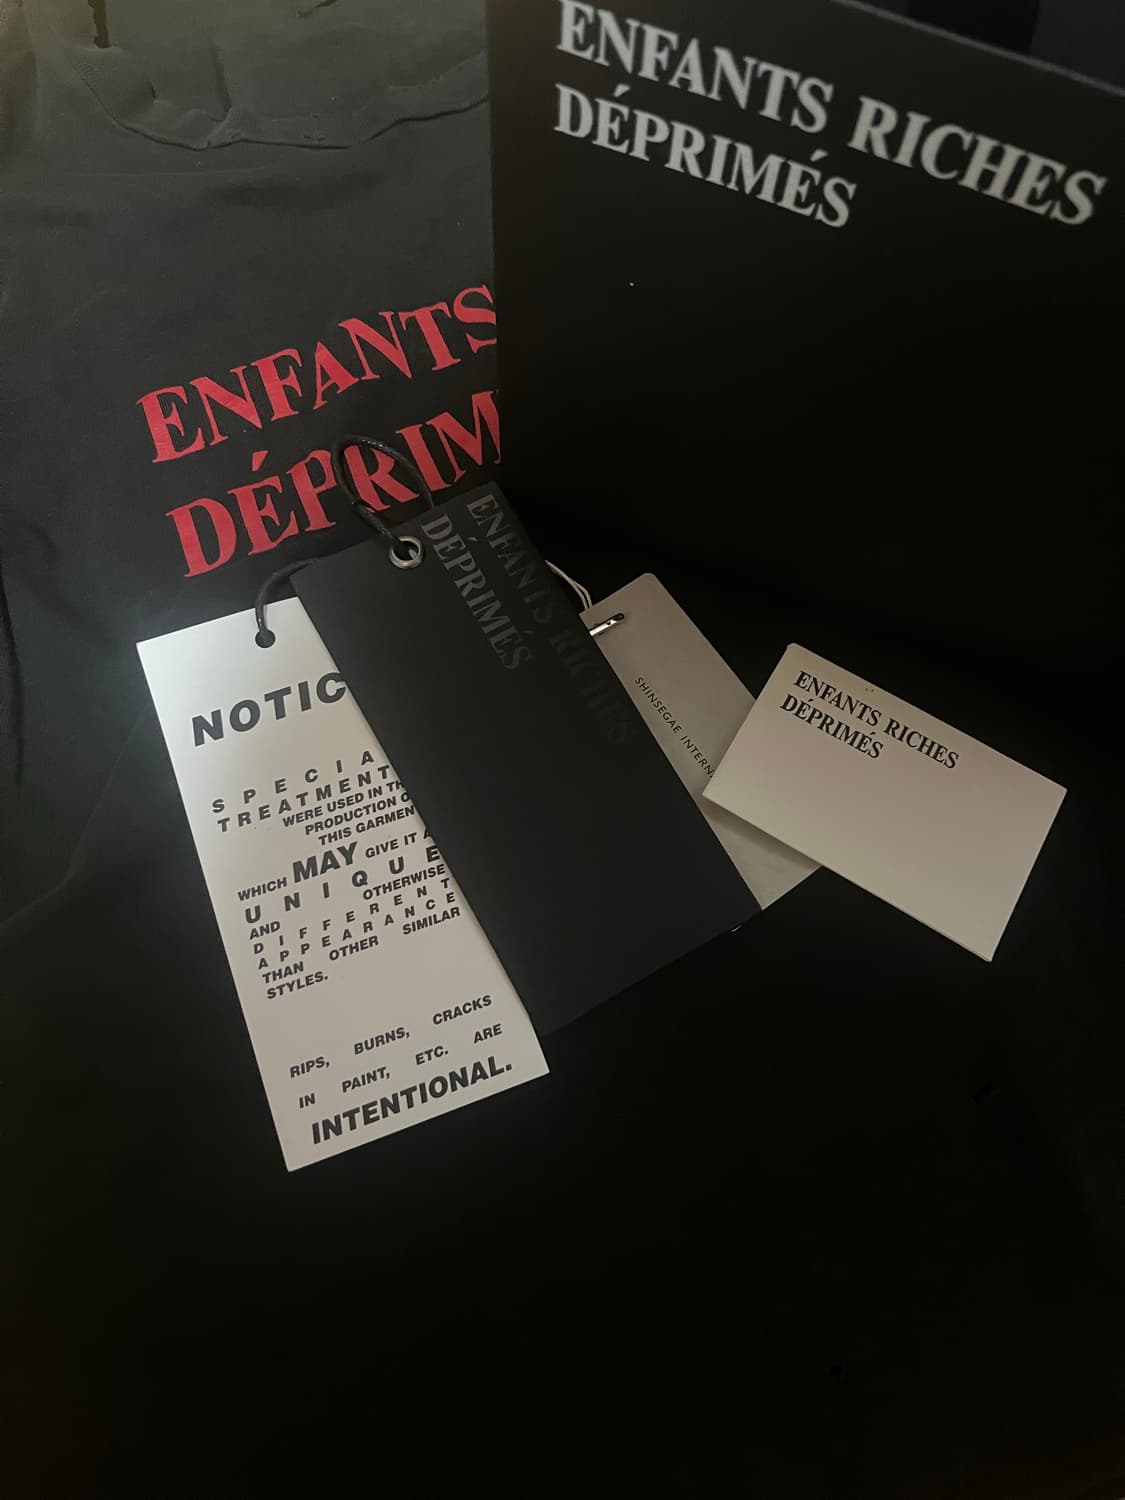 ENFANTS RICHES
DÉPRIMÉS
ENFANTS
DÉPRIM
ENFANTS RICHES
DÉPRIMÉS
NOTIC
SPECIA
TREATMENT
WERE USED IN TH
PRODUCTION O
THIS GARMEN
WHICH MAY GIVE IT A
UNIQUE
AND OTHERWISE
DIFFERENT
APPEARANCE
THAN OTHER SIMILAR
STYLES.
RIPS, BURNS, CRACKS
IN PAINT, ETC. ARE
INTENTIONAL.
SHINSEGAE INTERN
ENFANTS RICHES
DÉPRIMÉS